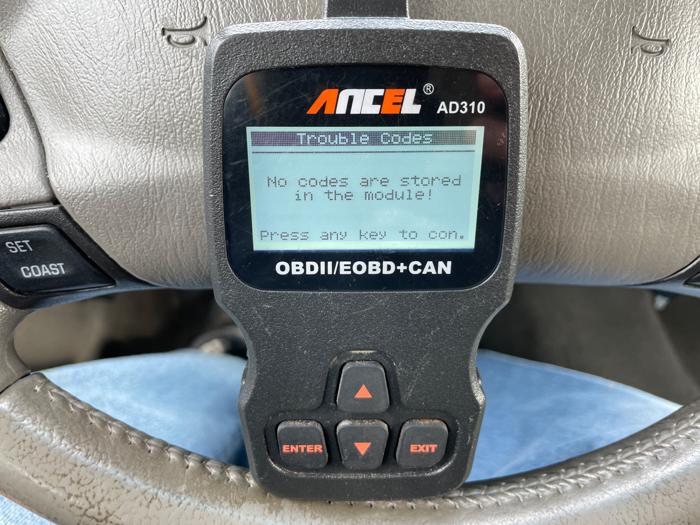 ANCEL® AD310
Trouble Codes
No codes are stored
in the module!
Press any key to con.
OBDII/EOBD+CAN
SET
COAST
ENTER
EXIT